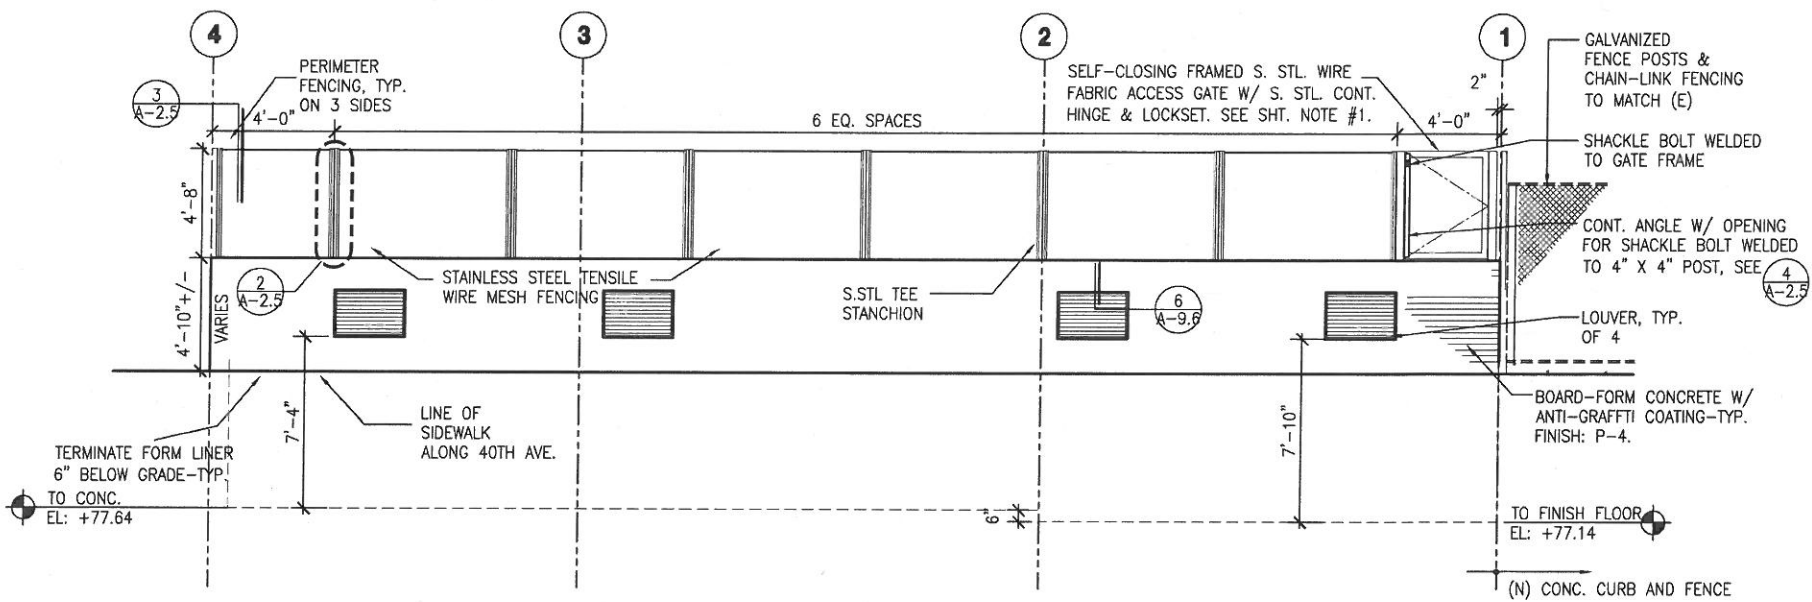 4
3
2
1
PERIMETER
FENCING, TYP.
ON 3 SIDES
3
A-2.5
4'-0"
6 EQ. SPACES
SELF-CLOSING FRAMED S. STL. WIRE
FABRIC ACCESS GATE W/ S. STL. CONT.
HINGE & LOCKSET. SEE SHT. NOTE #1.
4'-0"
2"
GALVANIZED
FENCE POSTS &
CHAIN-LINK FENCING
TO MATCH (E)
SHACKLE BOLT WELDED
TO GATE FRAME
CONT. ANGLE W/ OPENING
FOR SHACKLE BOLT WELDED
TO 4" X 4" POST, SEE
4
A-2.5
4'-8"
4'-10"+/-
VARIES
2
A-2.5
STAINLESS STEEL TENSILE
WIRE MESH FENCING
S.STL TEE
STANCHION
6
A-9.6
LOUVER, TYP.
OF 4
BOARD-FORM CONCRETE W/
ANTI-GRAFFTI COATING-TYP.
FINISH: P-4.
7'-4"
LINE OF
SIDEWALK
ALONG 40TH AVE.
7'-10"
TERMINATE FORM LINER
6" BELOW GRADE-TYP.
TO CONC.
EL: +77.64
6"
TO FINISH FLOOR
EL: +77.14
(N) CONC. CURB AND FENCE